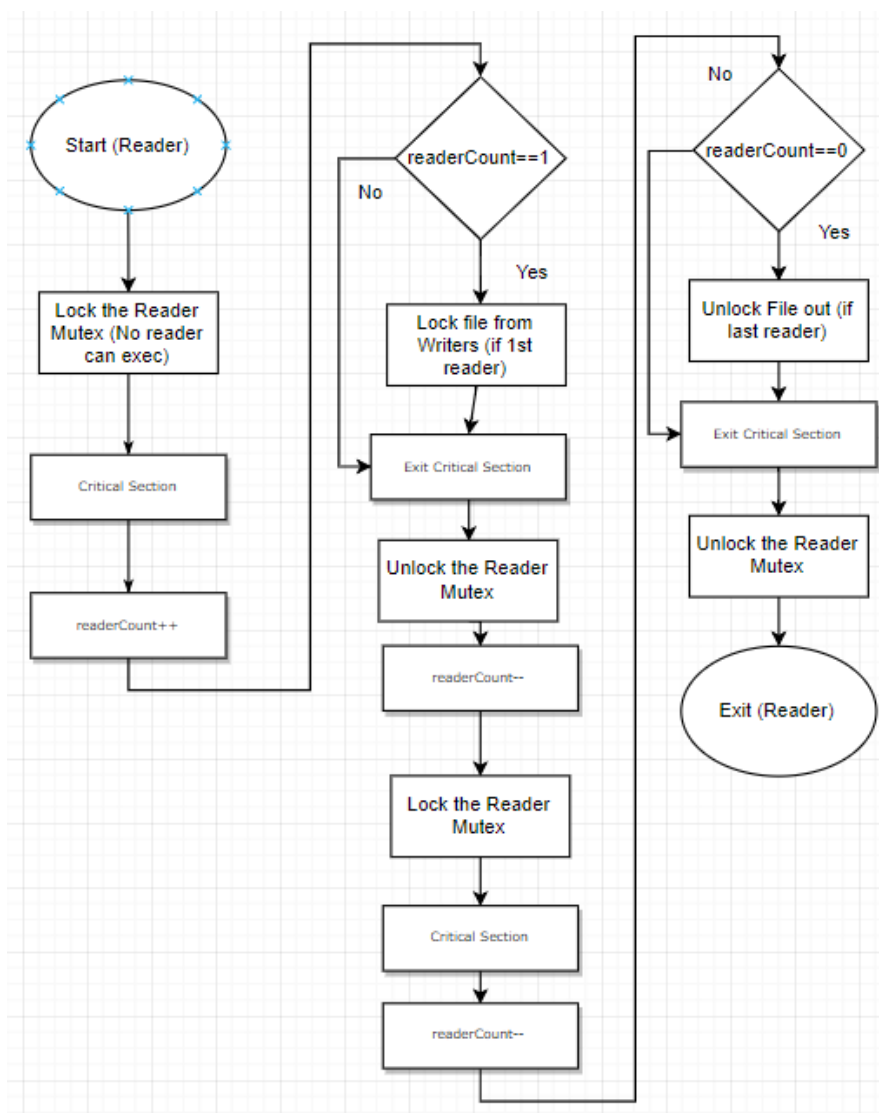 Start (Reader)
Lock the Reader
Mutex (No reader
can exec)
Critical Section
readerCount++
readerCount==1
No
Yes
Lock file from
Writers (if 1st
reader)
Exit Critical Section
Unlock the Reader
Mutex
readerCount--
Lock the Reader
Mutex
Critical Section
readerCount--
No
readerCount==0
Yes
Unlock File out (if
last reader)
Exit Critical Section
Unlock the Reader
Mutex
Exit (Reader)